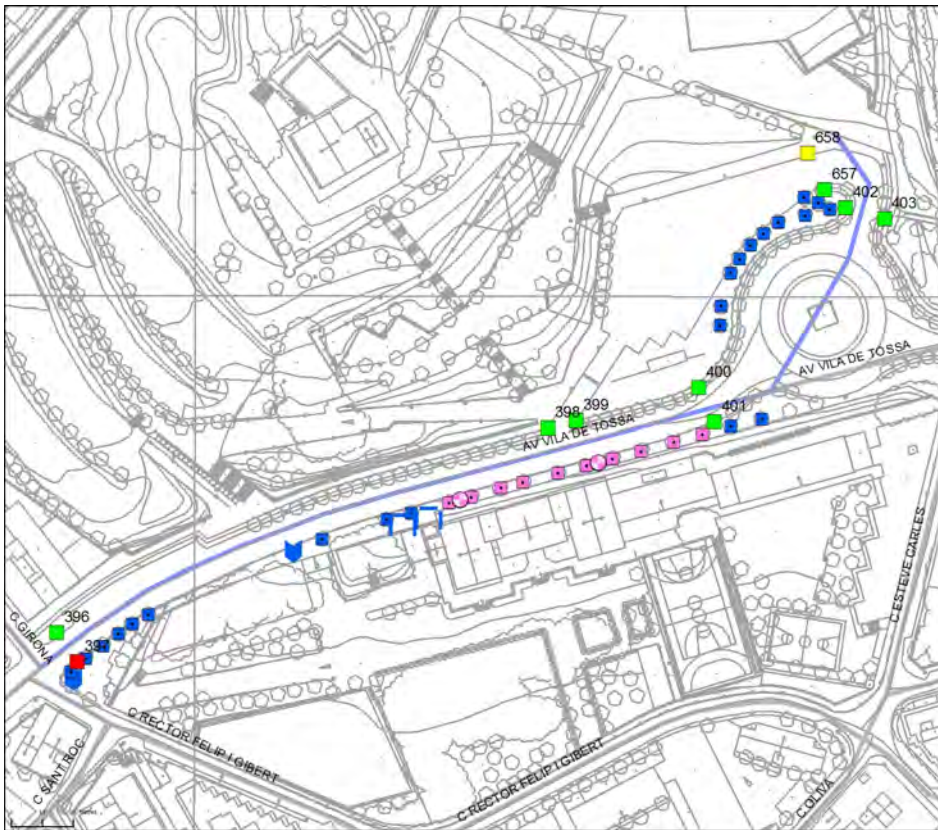 658
657
402
403
AV VILA DE TOSSA
400
399
398
401
AV VILA DE TOSSA
C ESTEVE CARLES
396
C GIRONA
C RECTOR FELIP I GIBERT
C RECTOR FELIP I GIBERT
C SANT ROC
C OLIVA